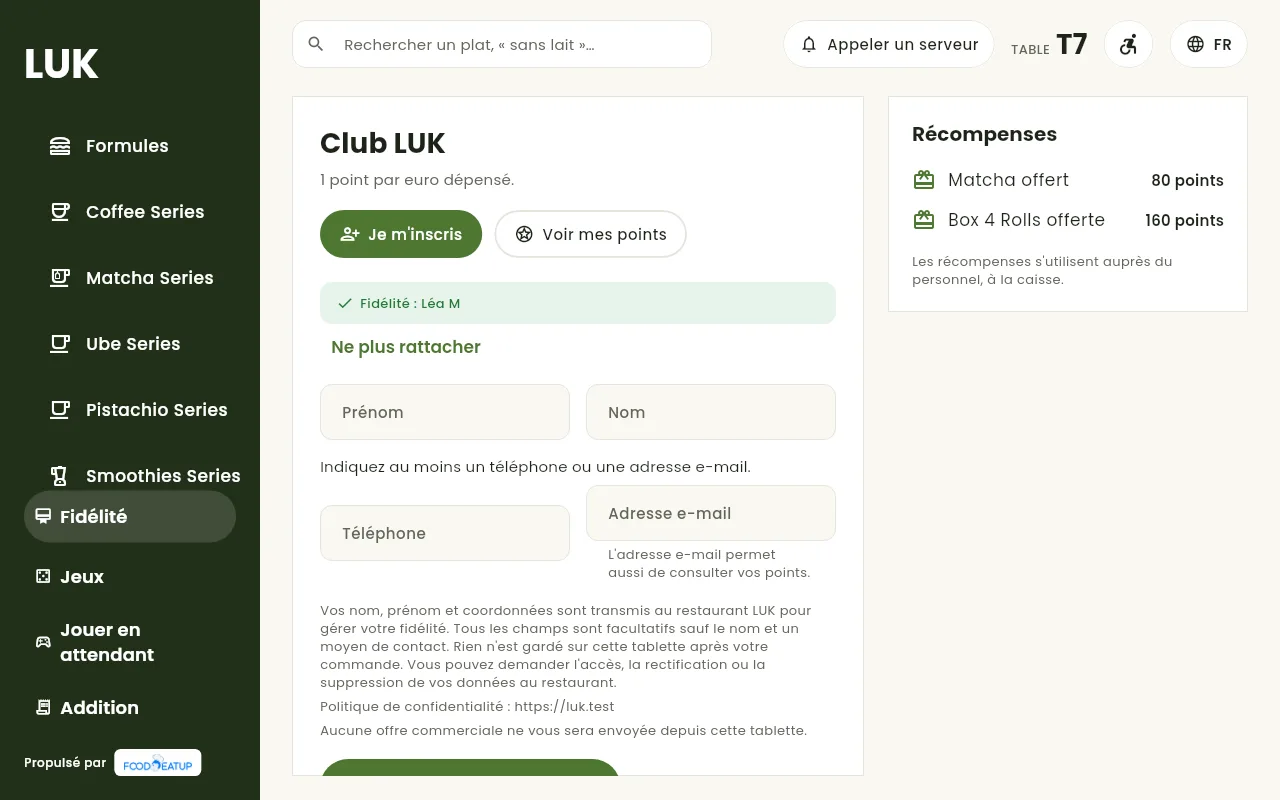 LUK
Formules
Coffee Series
Matcha Series
Ube Series
Pistachio Series
Smoothies Series
Fidélité
Jeux
Jouer en
attendant
Addition
Propulsé par
FOODEATUP
Rechercher un plat, « sans lait »...
Appeler un serveur
TABLE T7
FR
Club LUK
1 point par euro dépensé.
Je m'inscris
Voir mes points
Fidélité : Léa M
Ne plus rattacher
Prénom
Nom
Indiquez au moins un téléphone ou une adresse e-mail.
Téléphone
Adresse e-mail
L'adresse e-mail permet
aussi de consulter vos points.
Vos nom, prénom et coordonnées sont transmis au restaurant LUK pour
gérer votre fidélité. Tous les champs sont facultatifs sauf le nom et un
moyen de contact. Rien n'est gardé sur cette tablette après votre
commande. Vous pouvez demander l'accès, la rectification ou la
suppression de vos données au restaurant.
Politique de confidentialité : https://luk.test
Aucune offre commerciale ne vous sera envoyée depuis cette tablette.
Récompenses
Matcha offert 80 points
Box 4 Rolls offerte 160 points
Les récompenses s'utilisent auprès du
personnel, à la caisse.